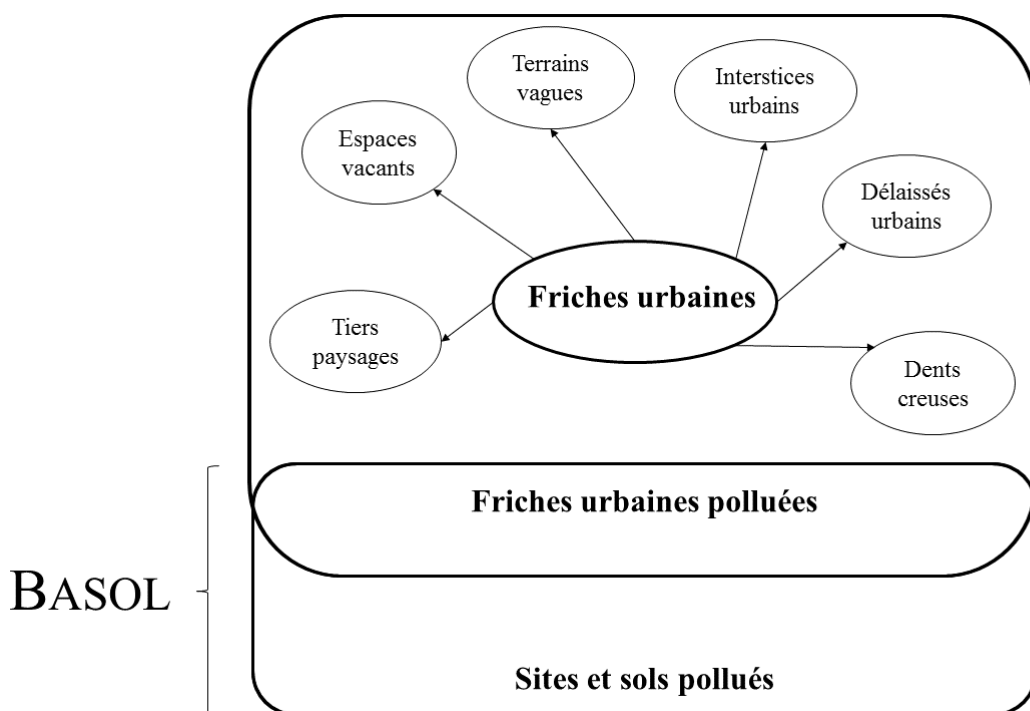 Terrains
vagues
Interstices
urbains
Espaces
vacants
Délaissés
urbains
Friches urbaines
Tiers
paysages
Dents
creuses
Friches urbaines polluées
BASOL
Sites et sols pollués